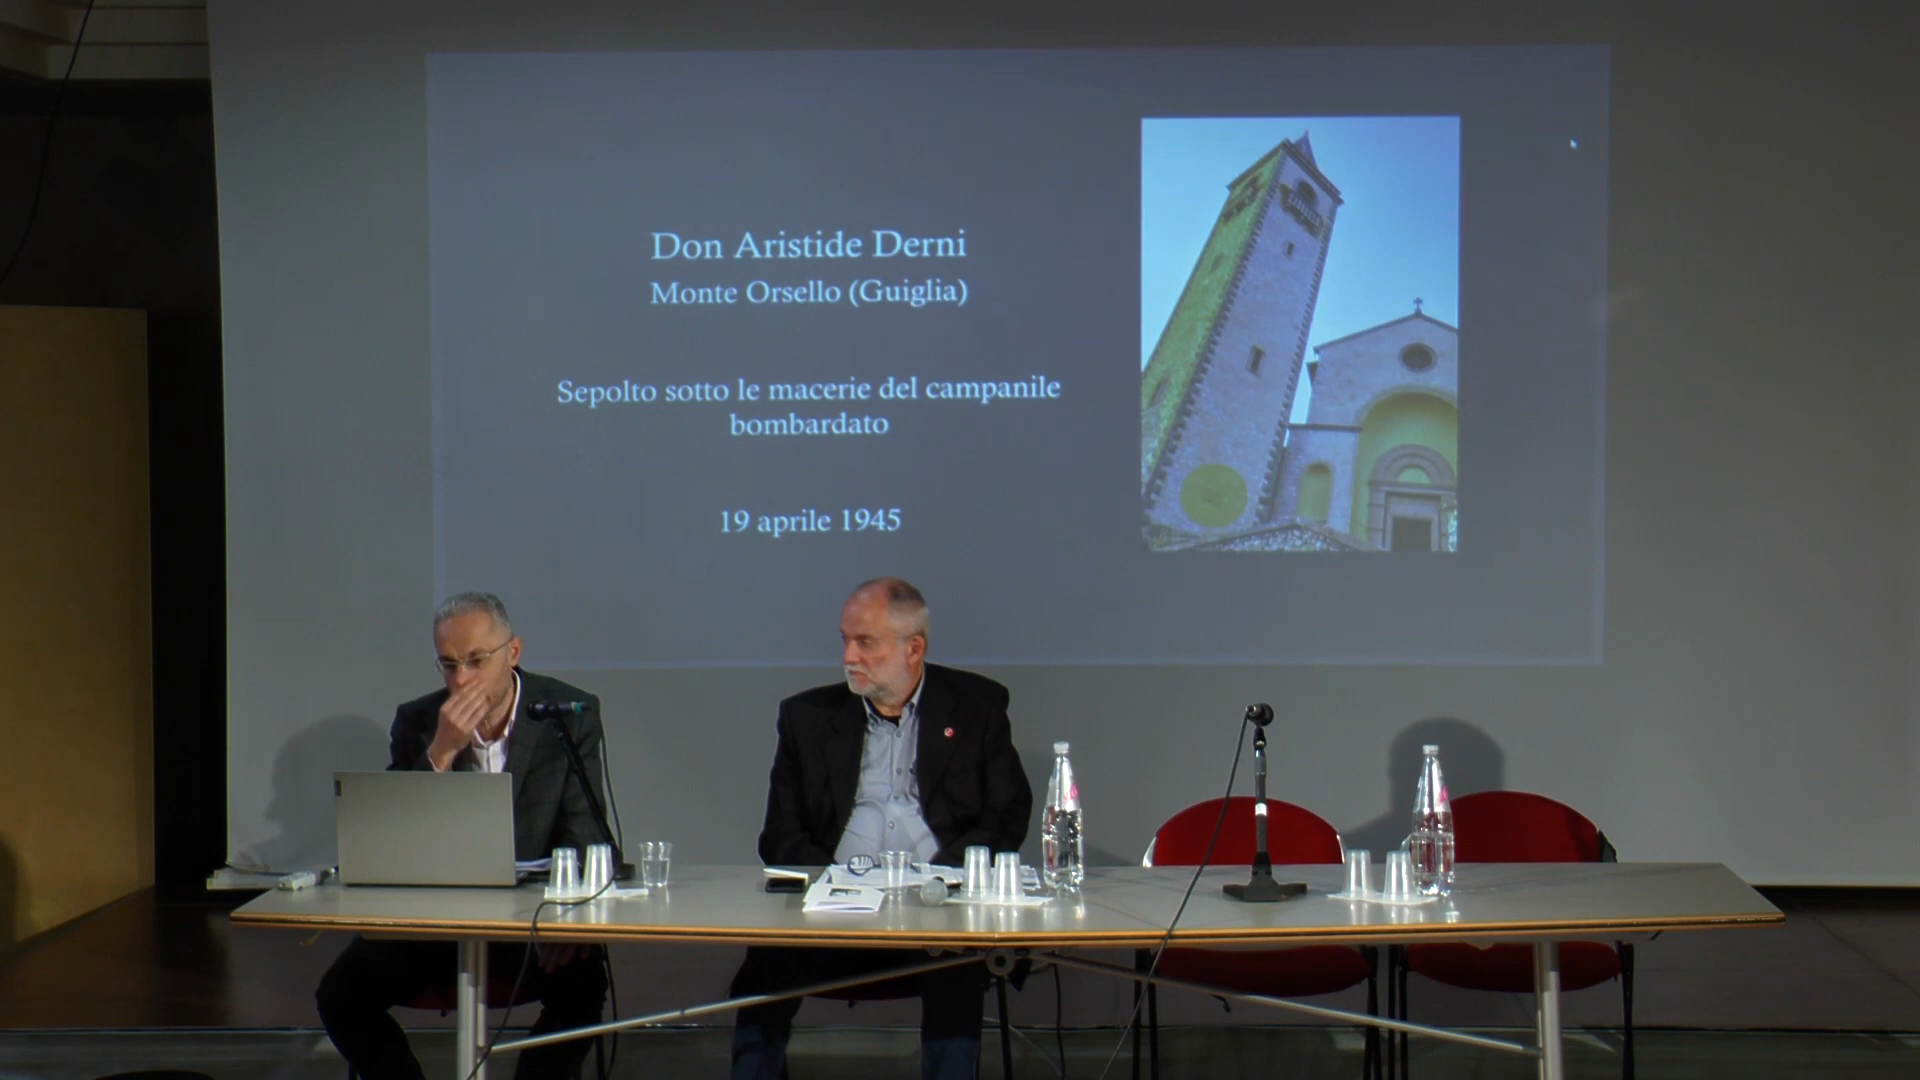 Don Aristide Derni
Monte Orsello (Guiglia)
Sepolto sotto le macerie del campanile
bombardato
19 aprile 1945